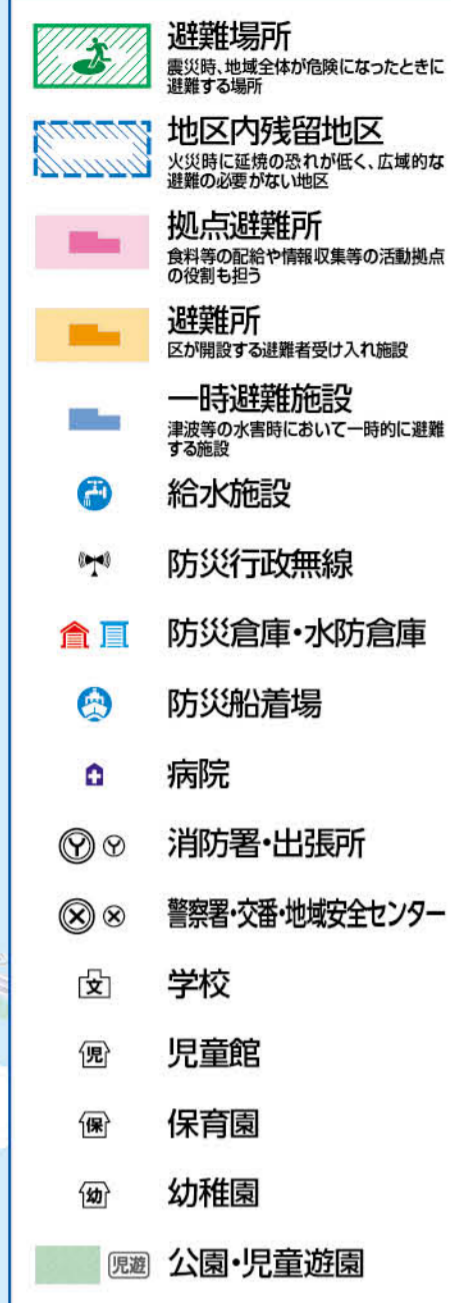 避難場所
震災時、地域全体が危険になったときに
避難する場所
地区内残留地区
火災時に延焼の恐れが低く、広域的な
避難の必要がない地区
拠点避難所
食料等の配給や情報収集等の活動拠点
の役割も担う
避難所
区が開設する避難者受け入れ施設
一時避難施設
津波等の水害時において一時的に避難
する施設
給水施設
防災行政無線
防災倉庫・水防倉庫
防災船着場
病院
消防署・出張所
警察署・交番・地域安全センター
文 学校
児 児童館
保 保育園
幼 幼稚園
児遊 公園・児童遊園